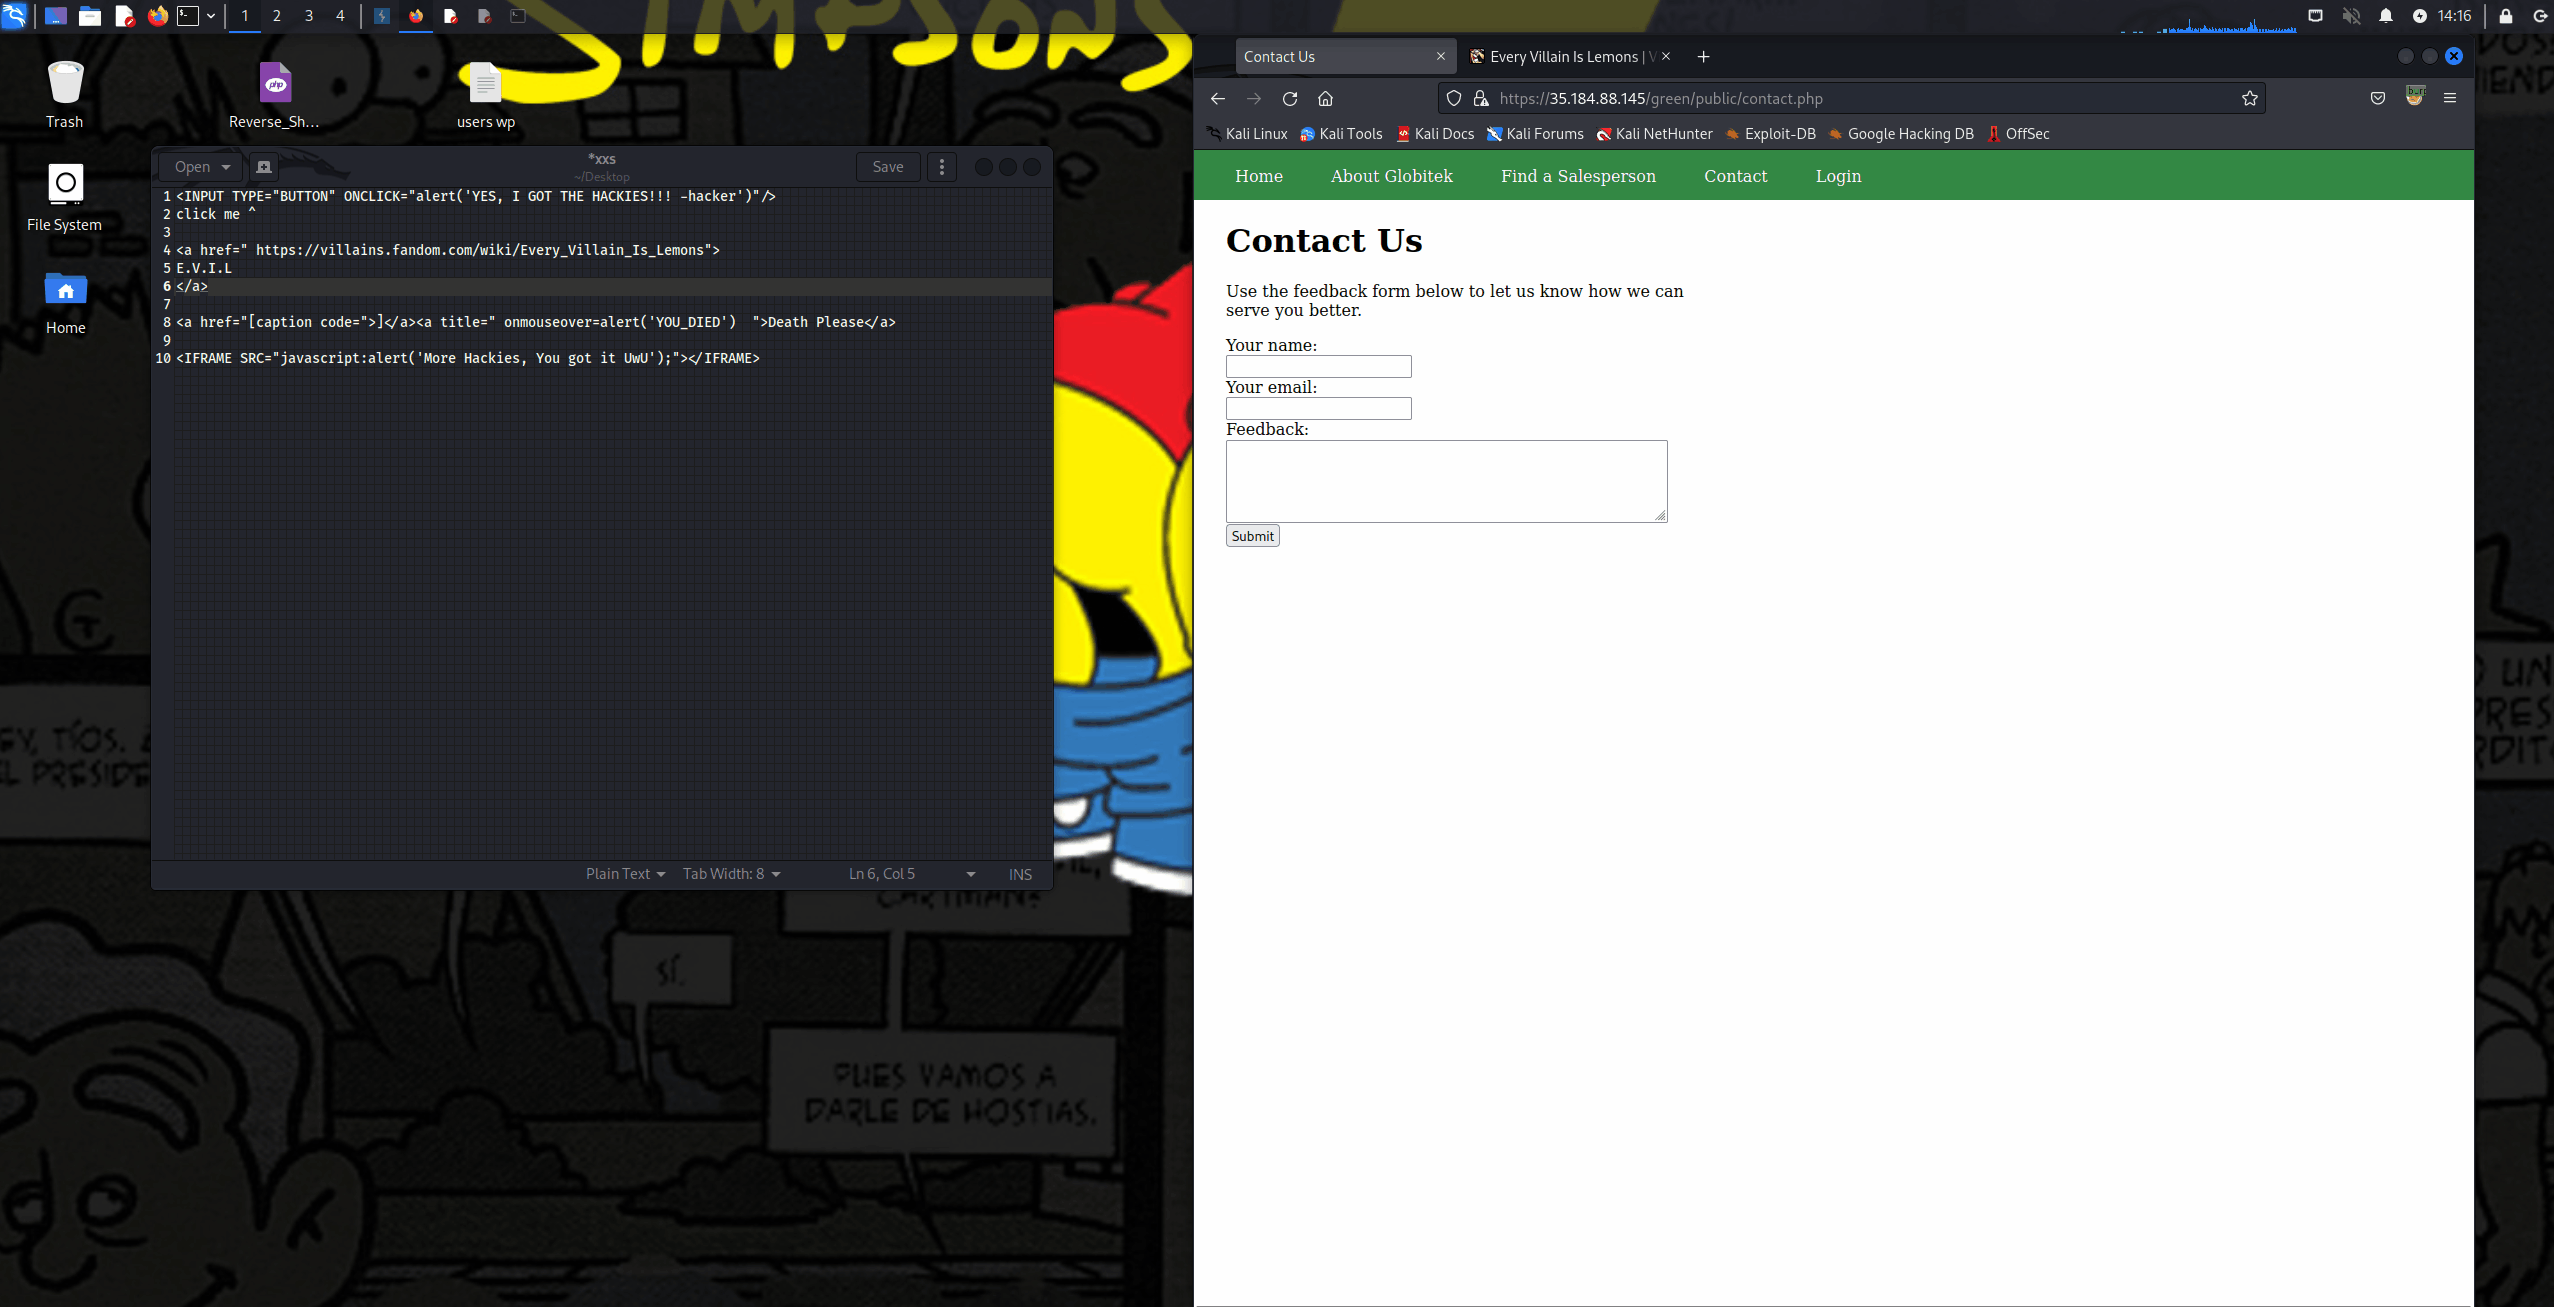 1 2 3 4
14:16
SIMPSONS
Trash
Reverse_Sh...
users wp
File System
Home
Open
*xxs
~/Desktop
Save
1 <INPUT TYPE="BUTTON" ONCLICK="alert('YES, I GOT THE HACKIES!!! -hacker')"/>
2 click me ^
3
4 <a href=" https://villains.fandom.com/wiki/Every_Villain_Is_Lemons">
5 E.V.I.L
6 </a>
7
8 <a href="[caption code=">]</a><a title=" onmouseover=alert('YOU_DIED')  ">Death Please</a>
9
10 <IFRAME SRC="javascript:alert('More Hackies, You got it UwU');"></IFRAME>
Plain Text
Tab Width: 8
Ln 6, Col 5
INS
Contact Us
Every Villain Is Lemons |
https://35.184.88.145/green/public/contact.php
Kali Linux
Kali Tools
Kali Docs
Kali Forums
Kali NetHunter
Exploit-DB
Google Hacking DB
OffSec
Home
About Globitek
Find a Salesperson
Contact
Login
Contact Us
Use the feedback form below to let us know how we can
serve you better.
Your name:
Your email:
Feedback:
Submit
SÍ.
PUES VAMOS A
DARLE DE HOSTIAS.